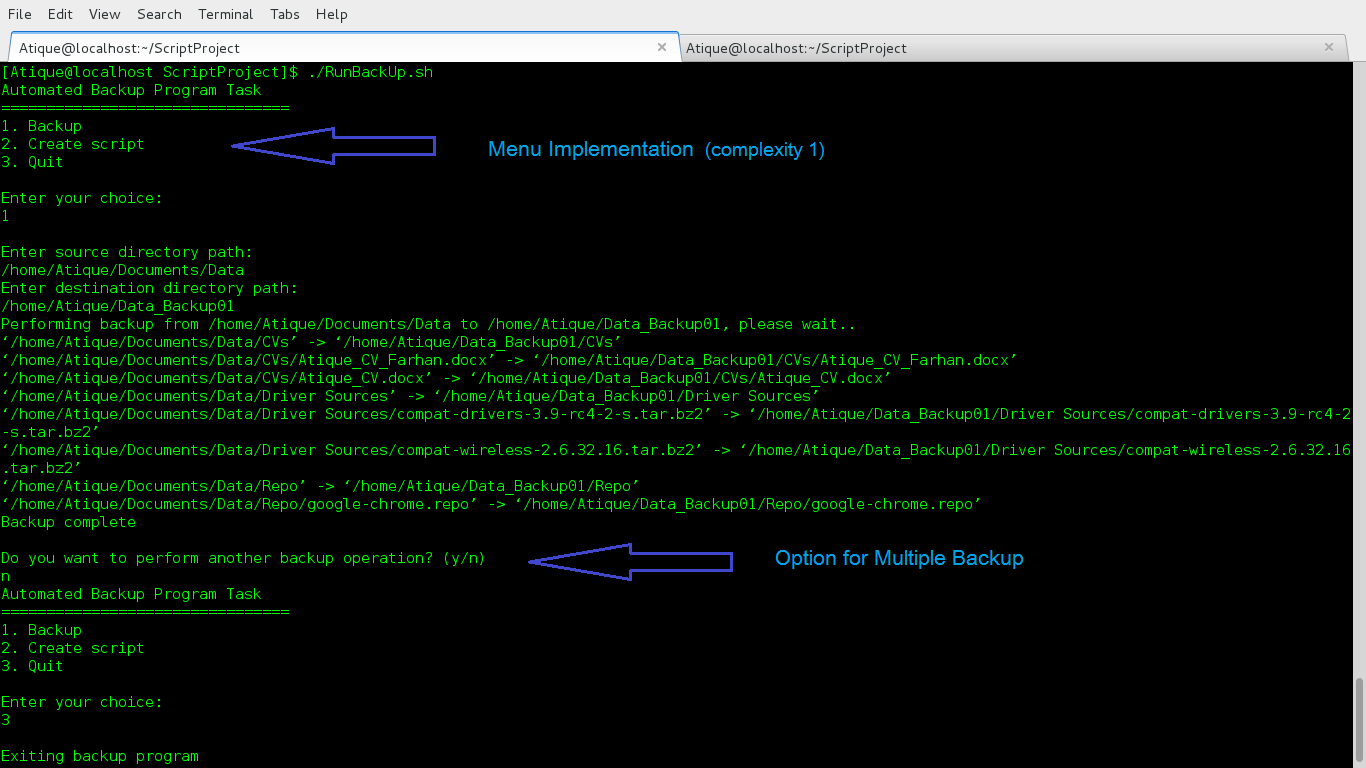 File Edit View Search Terminal Tabs Help
Atique@localhost:~/ScriptProject × Atique@localhost:~/ScriptProject ×
[Atique@localhost ScriptProject]$ ./RunBackUp.sh
Automated Backup Program Task
================================
1. Backup
2. Create script
Menu Implementation (complexity 1)
3. Quit
Enter your choice:
1
Enter source directory path:
/home/Atique/Documents/Data
Enter destination directory path:
/home/Atique/Data_Backup01
Performing backup from /home/Atique/Documents/Data to /home/Atique/Data_Backup01, please wait..
‘/home/Atique/Documents/Data/CVs’ -> ‘/home/Atique/Data_Backup01/CVs’
‘/home/Atique/Documents/Data/CVs/Atique_CV_Farhan.docx’ -> ‘/home/Atique/Data_Backup01/CVs/Atique_CV_Farhan.docx’
‘/home/Atique/Documents/Data/CVs/Atique_CV.docx’ -> ‘/home/Atique/Data_Backup01/CVs/Atique_CV.docx’
‘/home/Atique/Documents/Data/Driver Sources’ -> ‘/home/Atique/Data_Backup01/Driver Sources’
‘/home/Atique/Documents/Data/Driver Sources/compat-drivers-3.9-rc4-2-s.tar.bz2’ -> ‘/home/Atique/Data_Backup01/Driver Sources/compat-drivers-3.9-rc4-2
-s.tar.bz2’
‘/home/Atique/Documents/Data/Driver Sources/compat-wireless-2.6.32.16.tar.bz2’ -> ‘/home/Atique/Data_Backup01/Driver Sources/compat-wireless-2.6.32.16
.tar.bz2’
‘/home/Atique/Documents/Data/Repo’ -> ‘/home/Atique/Data_Backup01/Repo’
‘/home/Atique/Documents/Data/Repo/google-chrome.repo’ -> ‘/home/Atique/Data_Backup01/Repo/google-chrome.repo’
Backup complete
Do you want to perform another backup operation? (y/n)
Option for Multiple Backup
n
Automated Backup Program Task
================================
1. Backup
2. Create script
3. Quit
Enter your choice:
3
Exiting backup program